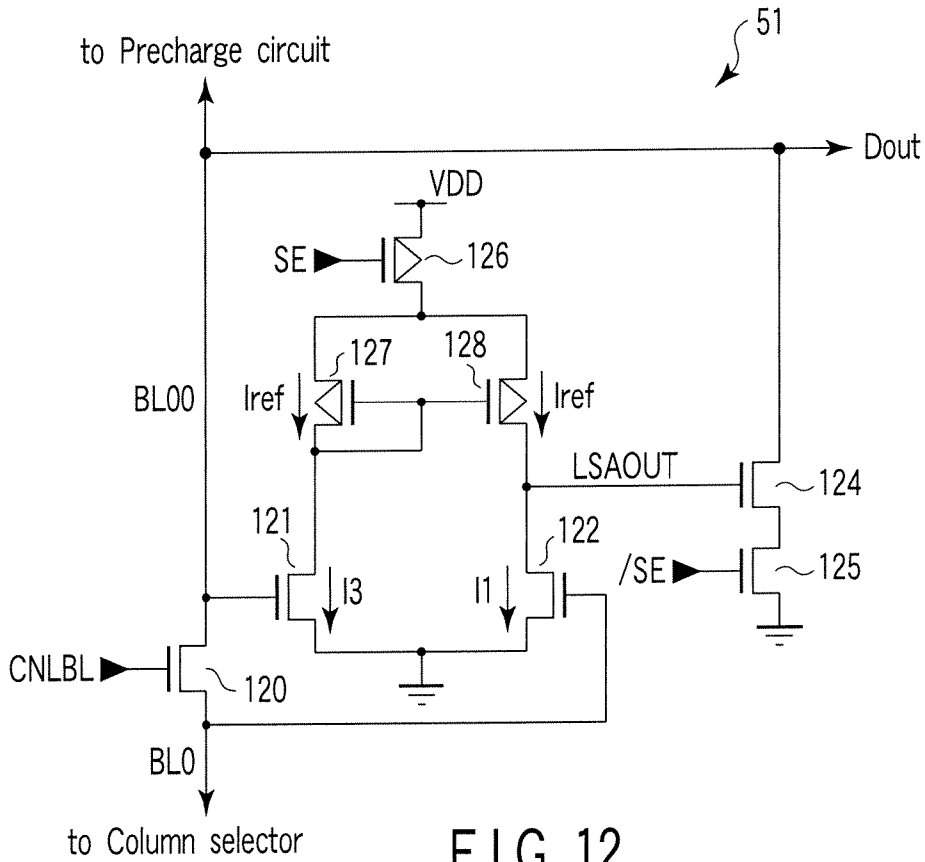 51
to Precharge circuit
Dout
VDD
SE
126
127
128
BL00
Iref
Iref
LSAOUT
124
121
122
/SE
125
I3
I1
CNLBL
120
BL0
to Column selector
FIG. 12